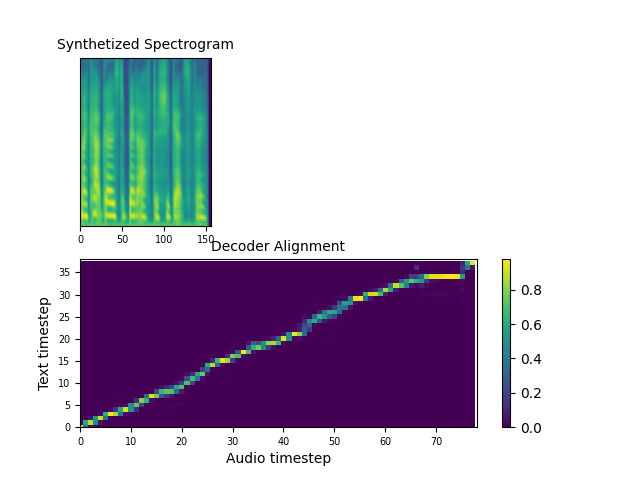 Synthetized Spectrogram
0 50 100 150
Decoder Alignment
Text timestep
35
30
25
20
15
10
5
0
0 10 20 30 40 50 60 70
Audio timestep
0.8
0.6
0.4
0.2
0.0